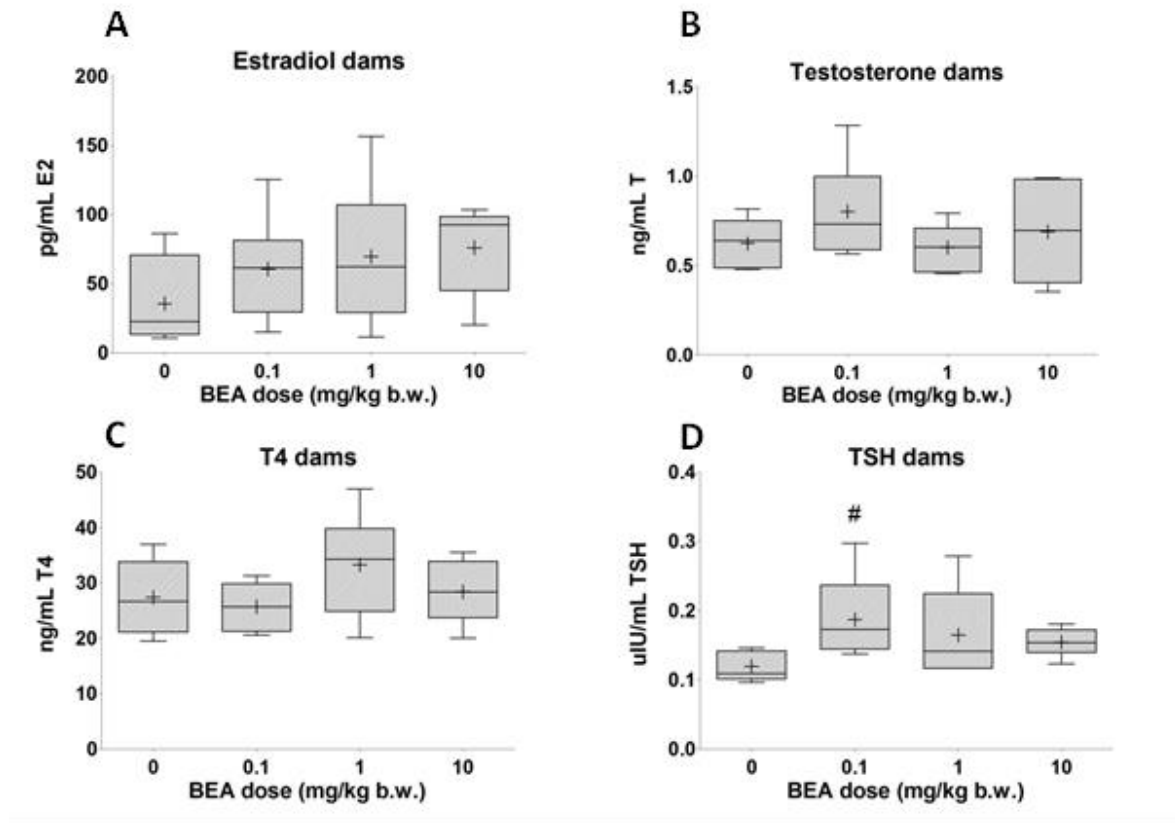 A
Estradiol dams
200
150
100
50
0
pg/mL E2
0 0.1 1 10
BEA dose (mg/kg b.w.)
B
Testosterone dams
1.5
1.0
0.5
0.0
ng/mL T
0 0.1 1 10
BEA dose (mg/kg b.w.)
C
T4 dams
50
40
30
20
10
0
ng/mL T4
0 0.1 1 10
BEA dose (mg/kg b.w.)
D
TSH dams
0.4
0.3
0.2
0.1
0.0
uIU/mL TSH
#
0 0.1 1 10
BEA dose (mg/kg b.w.)